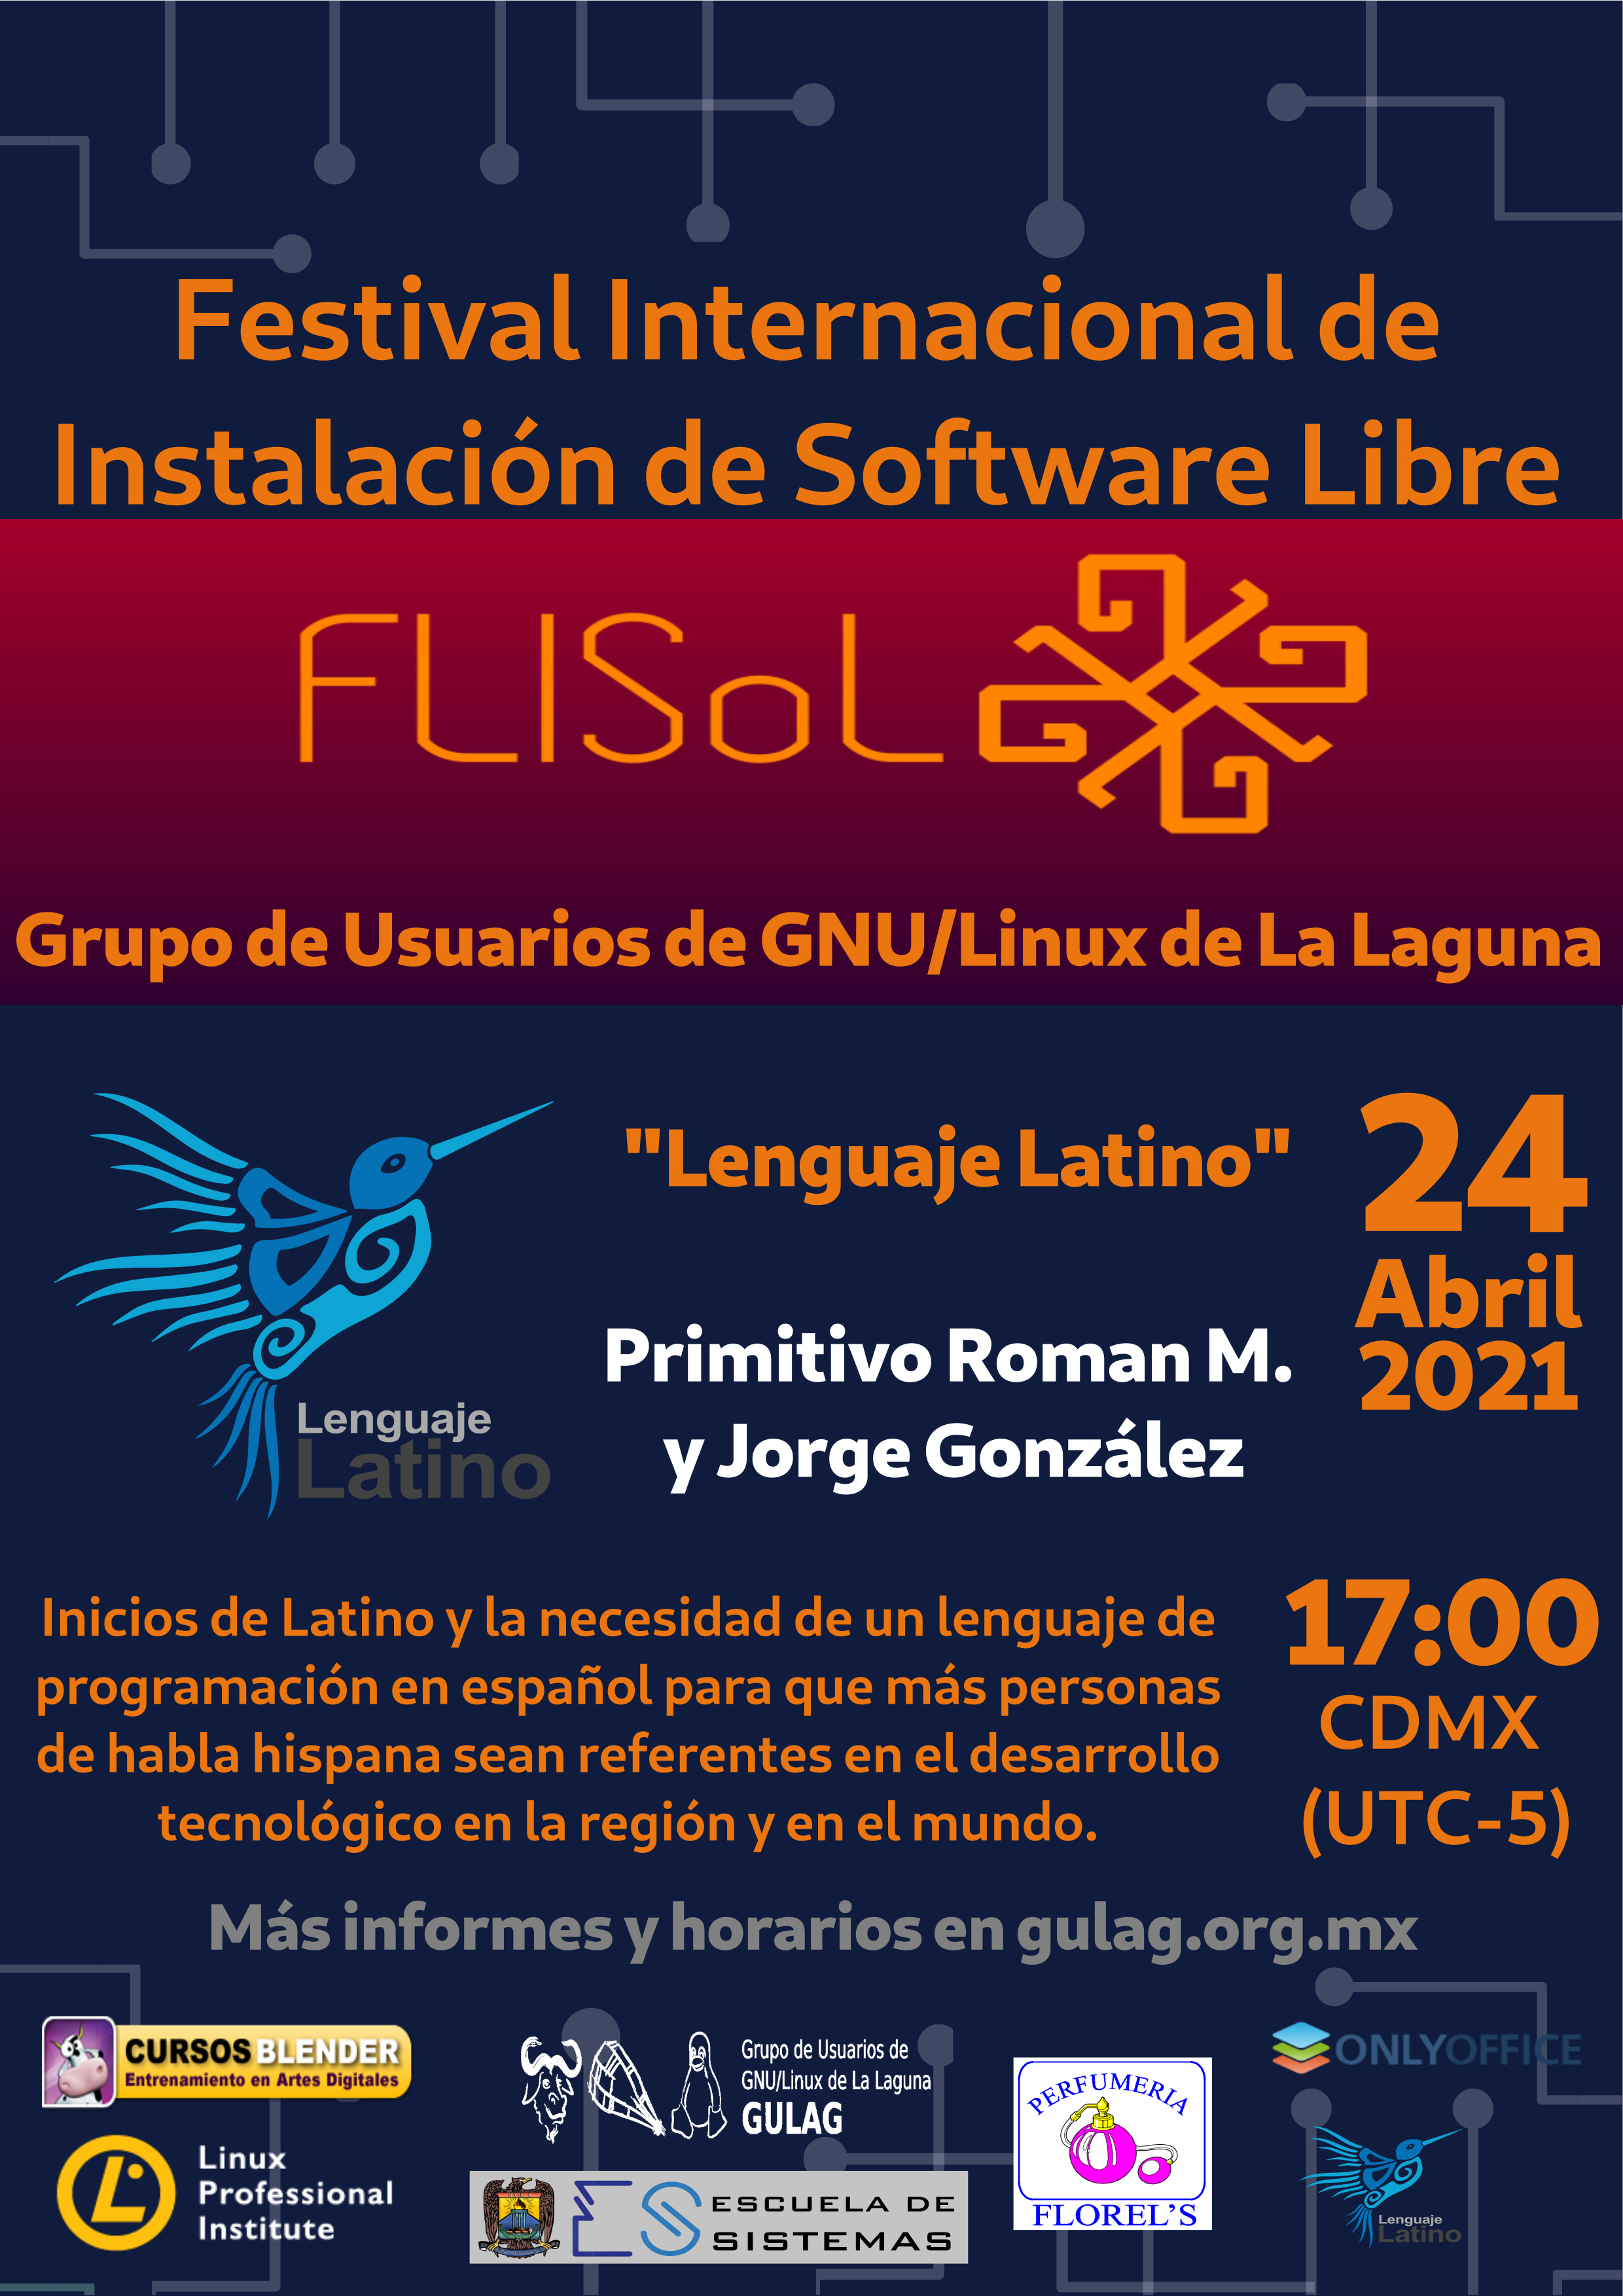 Festival Internacional de
Instalación de Software Libre
FLISoL
Grupo de Usuarios de GNU/Linux de La Laguna
"Lenguaje Latino"
24
Abril
2021
Primitivo Roman M.
y Jorge González
Lenguaje
Latino
Inicios de Latino y la necesidad de un lenguaje de
programación en español para que más personas
de habla hispana sean referentes en el desarrollo
tecnológico en la región y en el mundo.
17:00
CDMX
(UTC-5)
Más informes y horarios en gulag.org.mx
CURSOS BLENDER
Entrenamiento en Artes Digitales
Grupo de Usuarios de
GNU/Linux de La Laguna
GULAG
PERFUMERIA
FLOREL'S
ONLYOFFICE
Linux
Professional
Institute
ES ESCUELA DE
SISTEMAS
Lenguaje
Latino